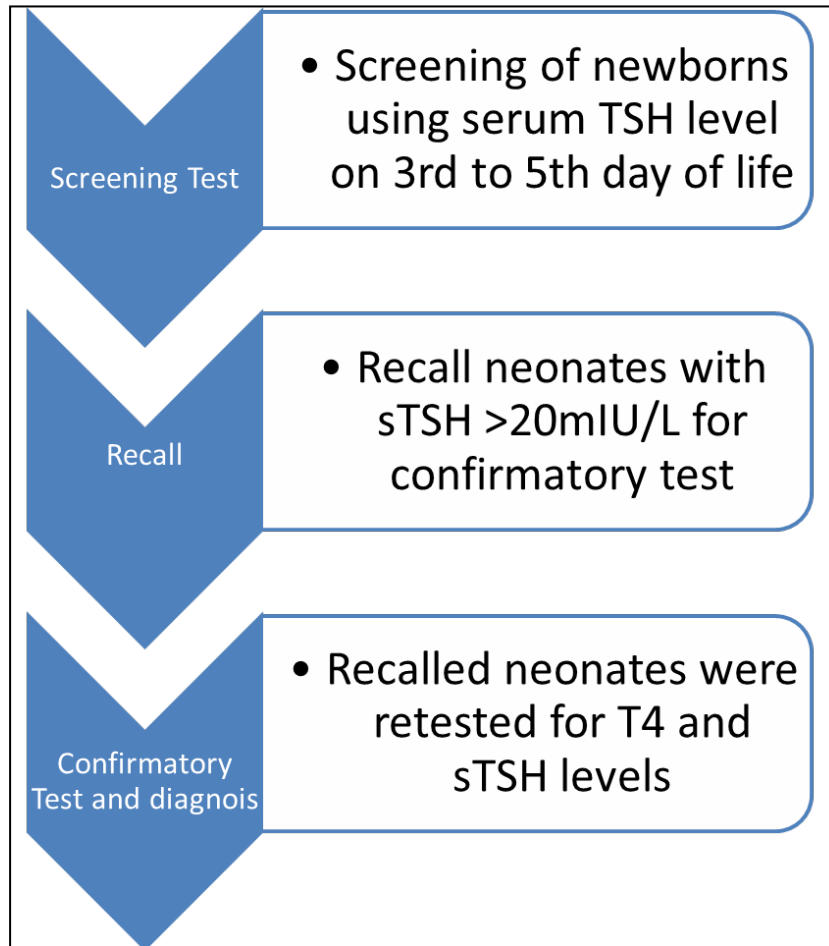 Screening Test
• Screening of newborns
using serum TSH level
on 3rd to 5th day of life
Recall
• Recall neonates with
sTSH >20mIU/L for
confirmatory test
Confirmatory
Test and diagnois
• Recalled neonates were
retested for T4 and
sTSH levels